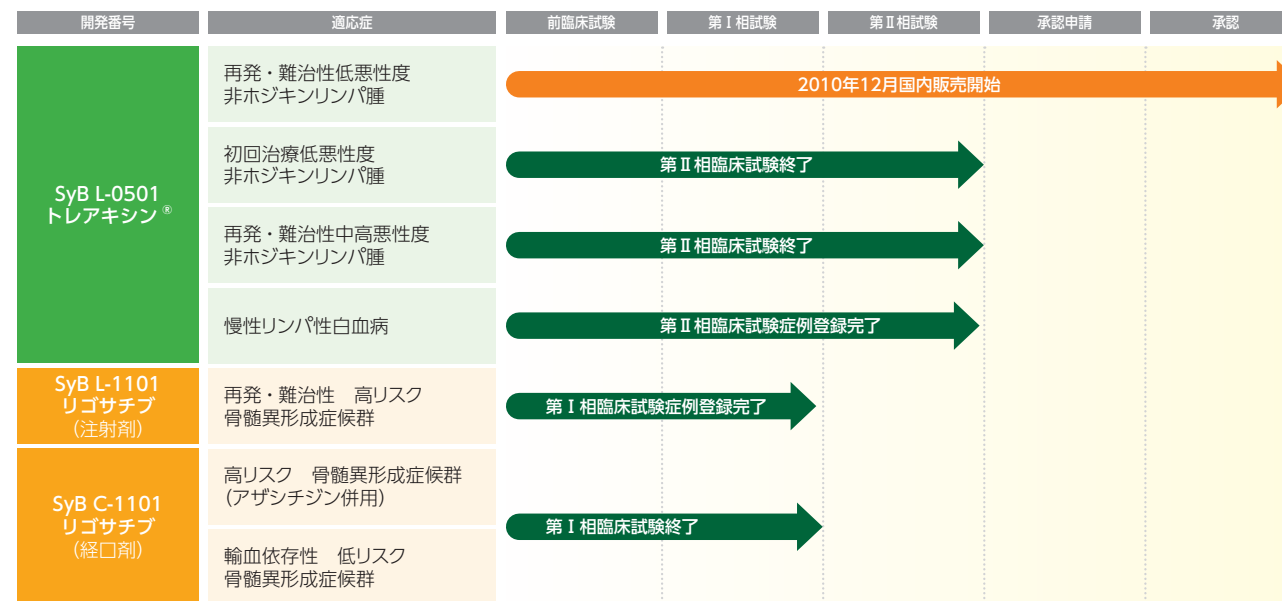 開発番号
適応症
前臨床試験
第Ⅰ相試験
第Ⅱ相試験
承認申請
承認
SyB L-0501
トレアキシン®
再発・難治性低悪性度
非ホジキンリンパ腫
2010年12月国内販売開始
初回治療低悪性度
非ホジキンリンパ腫
第Ⅱ相臨床試験終了
再発・難治性中高悪性度
非ホジキンリンパ腫
第Ⅱ相臨床試験終了
慢性リンパ性白血病
第Ⅱ相臨床試験症例登録完了
SyB L-1101
リゴサチブ
（注射剤）
再発・難治性　高リスク
骨髄異形成症候群
第Ⅰ相臨床試験症例登録完了
SyB C-1101
リゴサチブ
（経口剤）
高リスク　骨髄異形成症候群
（アザシチジン併用）
第Ⅰ相臨床試験終了
輸血依存性　低リスク
骨髄異形成症候群